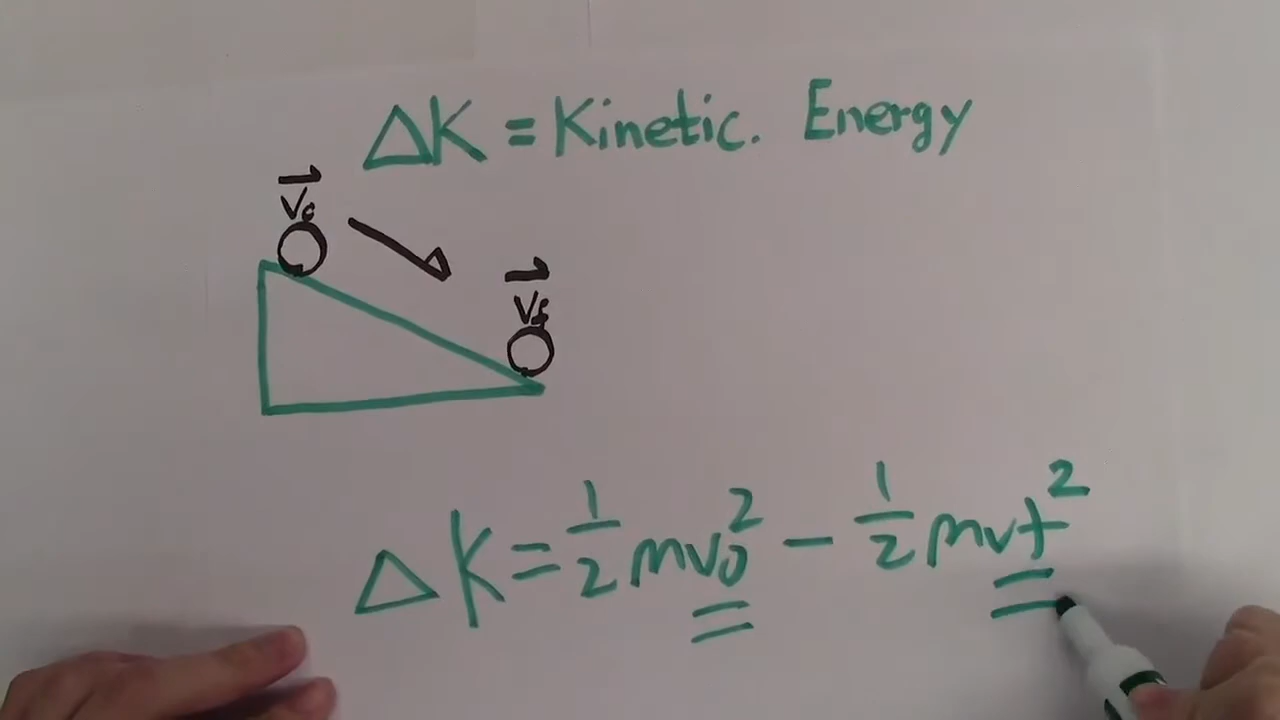 ΔK = Kinetic. Energy
V₀
Vf
ΔK = 1/2 mv₀² − 1/2 mvf²